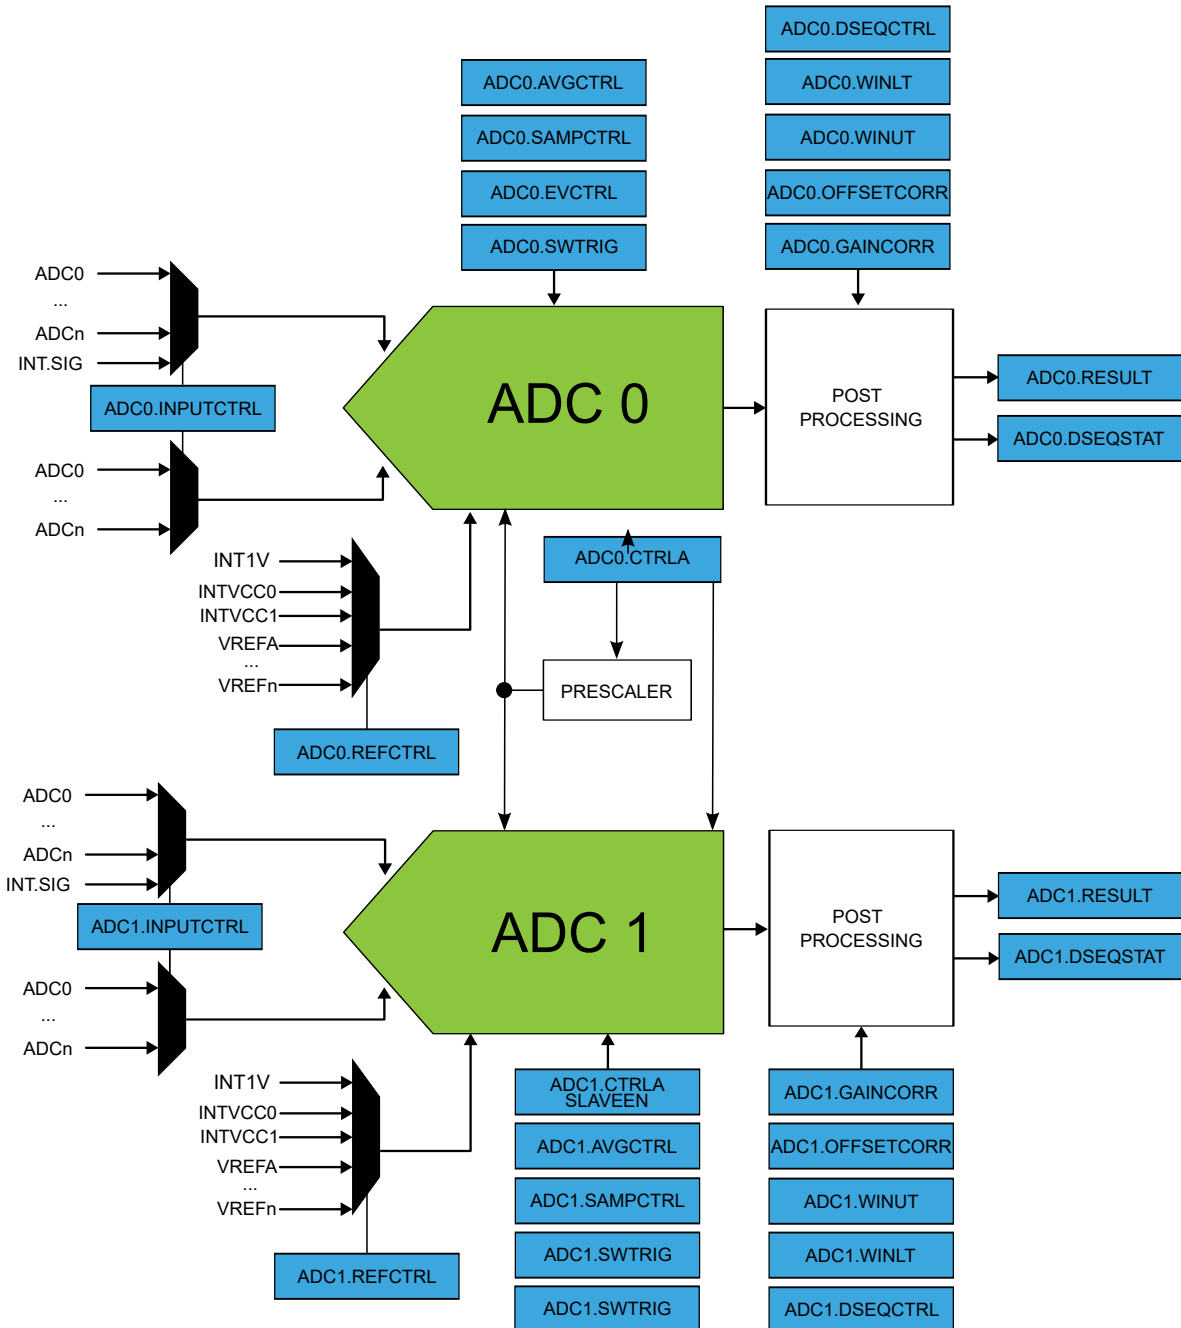 ADC0.DSEQCTRL
ADC0.AVGCTRL
ADC0.WINLT
ADC0.SAMPCTRL
ADC0.WINUT
ADC0.EVCTRL
ADC0.OFFSETCORR
ADC0.SWTRIG
ADC0.GAINCORR
ADC0
...
ADCn
INT.SIG
ADC0.INPUTCTRL
ADC0
...
ADCn
ADC 0
POST
PROCESSING
ADC0.RESULT
ADC0.DSEQSTAT
INT1V
INTVCC0
INTVCC1
VREFA
...
VREFn
ADC0.CTRLA
PRESCALER
ADC0.REFCTRL
ADC0
...
ADCn
INT.SIG
ADC1.INPUTCTRL
ADC0
...
ADCn
ADC 1
POST
PROCESSING
ADC1.RESULT
ADC1.DSEQSTAT
INT1V
INTVCC0
INTVCC1
VREFA
...
VREFn
ADC1.REFCTRL
ADC1.CTRLA
SLAVEEN
ADC1.AVGCTRL
ADC1.SAMPCTRL
ADC1.SWTRIG
ADC1.SWTRIG
ADC1.GAINCORR
ADC1.OFFSETCORR
ADC1.WINUT
ADC1.WINLT
ADC1.DSEQCTRL